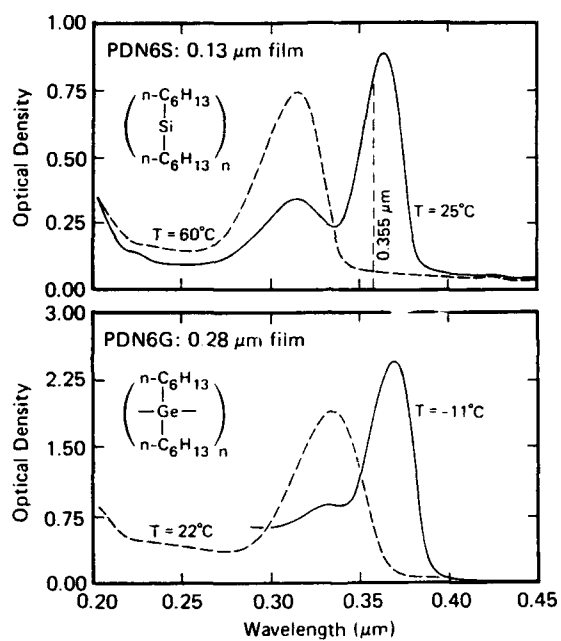 1.00
PDN6S: 0.13 μm film
0.75
n-C6H13
Si
n-C6H13
n
0.50
Optical Density
0.25
T = 60°C
0.355 μm
T = 25°C
0.00
3.00
PDN6G: 0.28 μm film
2.25
n-C6H13
Ge
n-C6H13
n
T = -11°C
1.50
Optical Density
0.75
T = 22°C
0.00
0.20 0.25 0.30 0.35 0.40 0.45
Wavelength (μm)